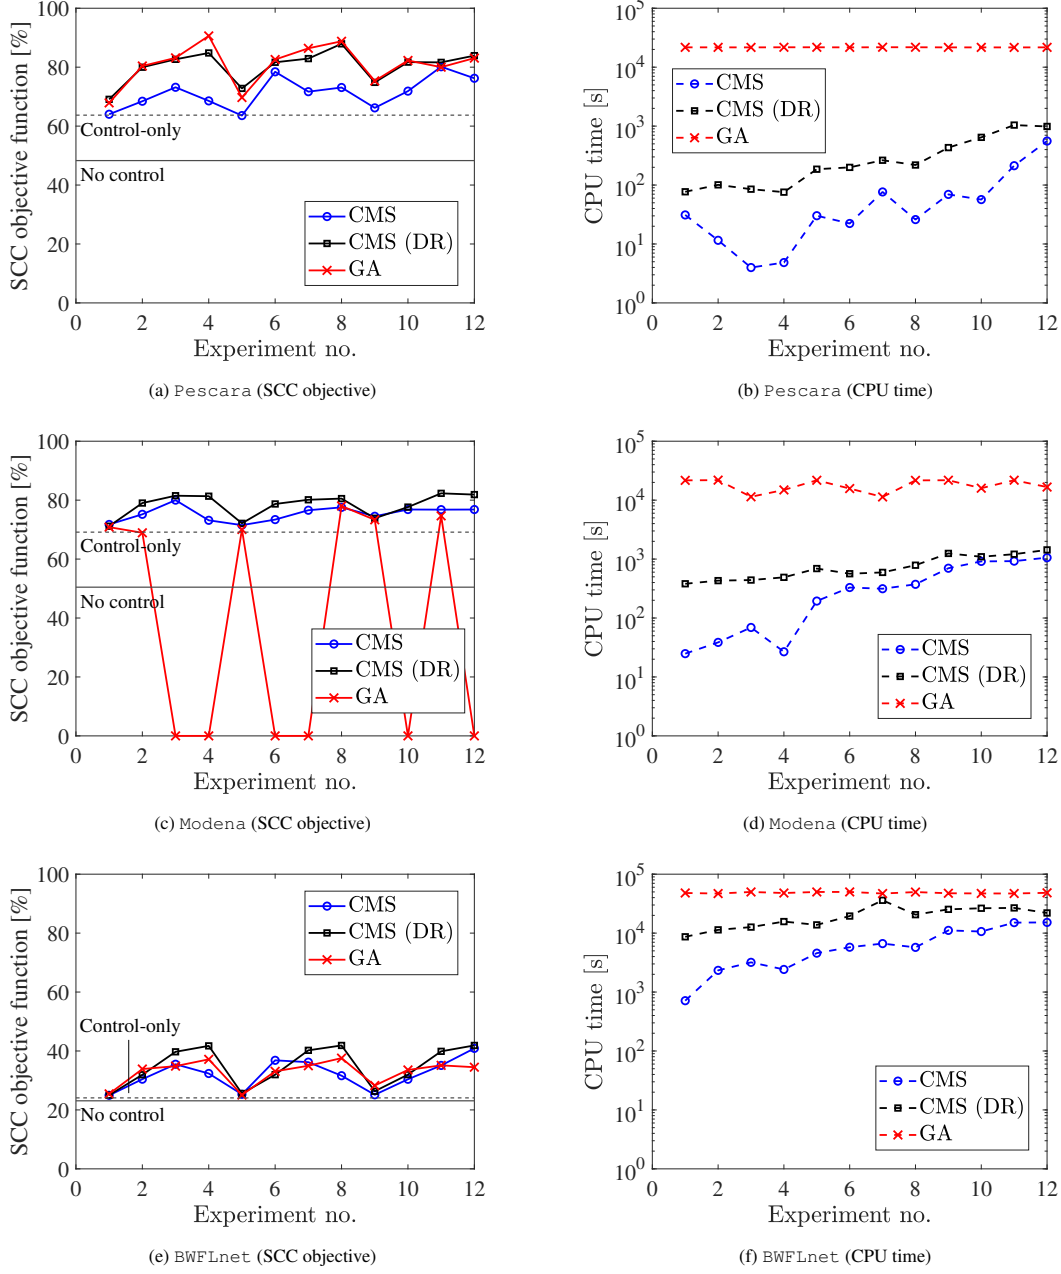 SCC objective function [%]
100
80
60
40
20
0
Control-only
No control
CMS
CMS (DR)
GA
0 2 4 6 8 10 12
Experiment no.
(a) Pescara (SCC objective)
CPU time [s]
10^5
10^4
10^3
10^2
10^1
10^0
CMS
CMS (DR)
GA
0 2 4 6 8 10 12
Experiment no.
(b) Pescara (CPU time)
SCC objective function [%]
100
80
60
40
20
0
Control-only
No control
CMS
CMS (DR)
GA
0 2 4 6 8 10 12
Experiment no.
(c) Modena (SCC objective)
CPU time [s]
10^5
10^4
10^3
10^2
10^1
10^0
CMS
CMS (DR)
GA
0 2 4 6 8 10 12
Experiment no.
(d) Modena (CPU time)
SCC objective function [%]
100
80
60
40
20
0
CMS
CMS (DR)
GA
Control-only
No control
0 2 4 6 8 10 12
Experiment no.
(e) BWFLnet (SCC objective)
CPU time [s]
10^5
10^4
10^3
10^2
10^1
10^0
CMS
CMS (DR)
GA
0 2 4 6 8 10 12
Experiment no.
(f) BWFLnet (CPU time)